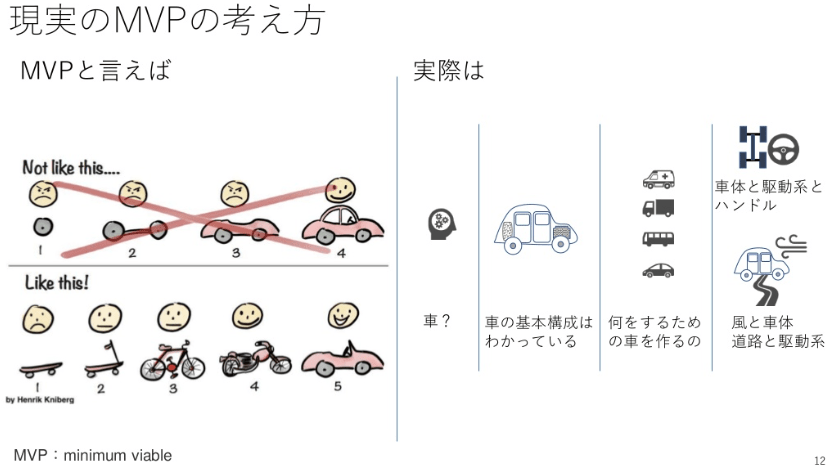 現実のMVPの考え方
MVPと言えば
Not like this....
1
2
3
4
Like this!
1
2
3
4
5
by Henrik Kniberg
MVP：minimum viable
実際は
車？
車の基本構成は
わかっている
何をするため
の車を作るの
車体と駆動系と
ハンドル
風と車体
道路と駆動系
12